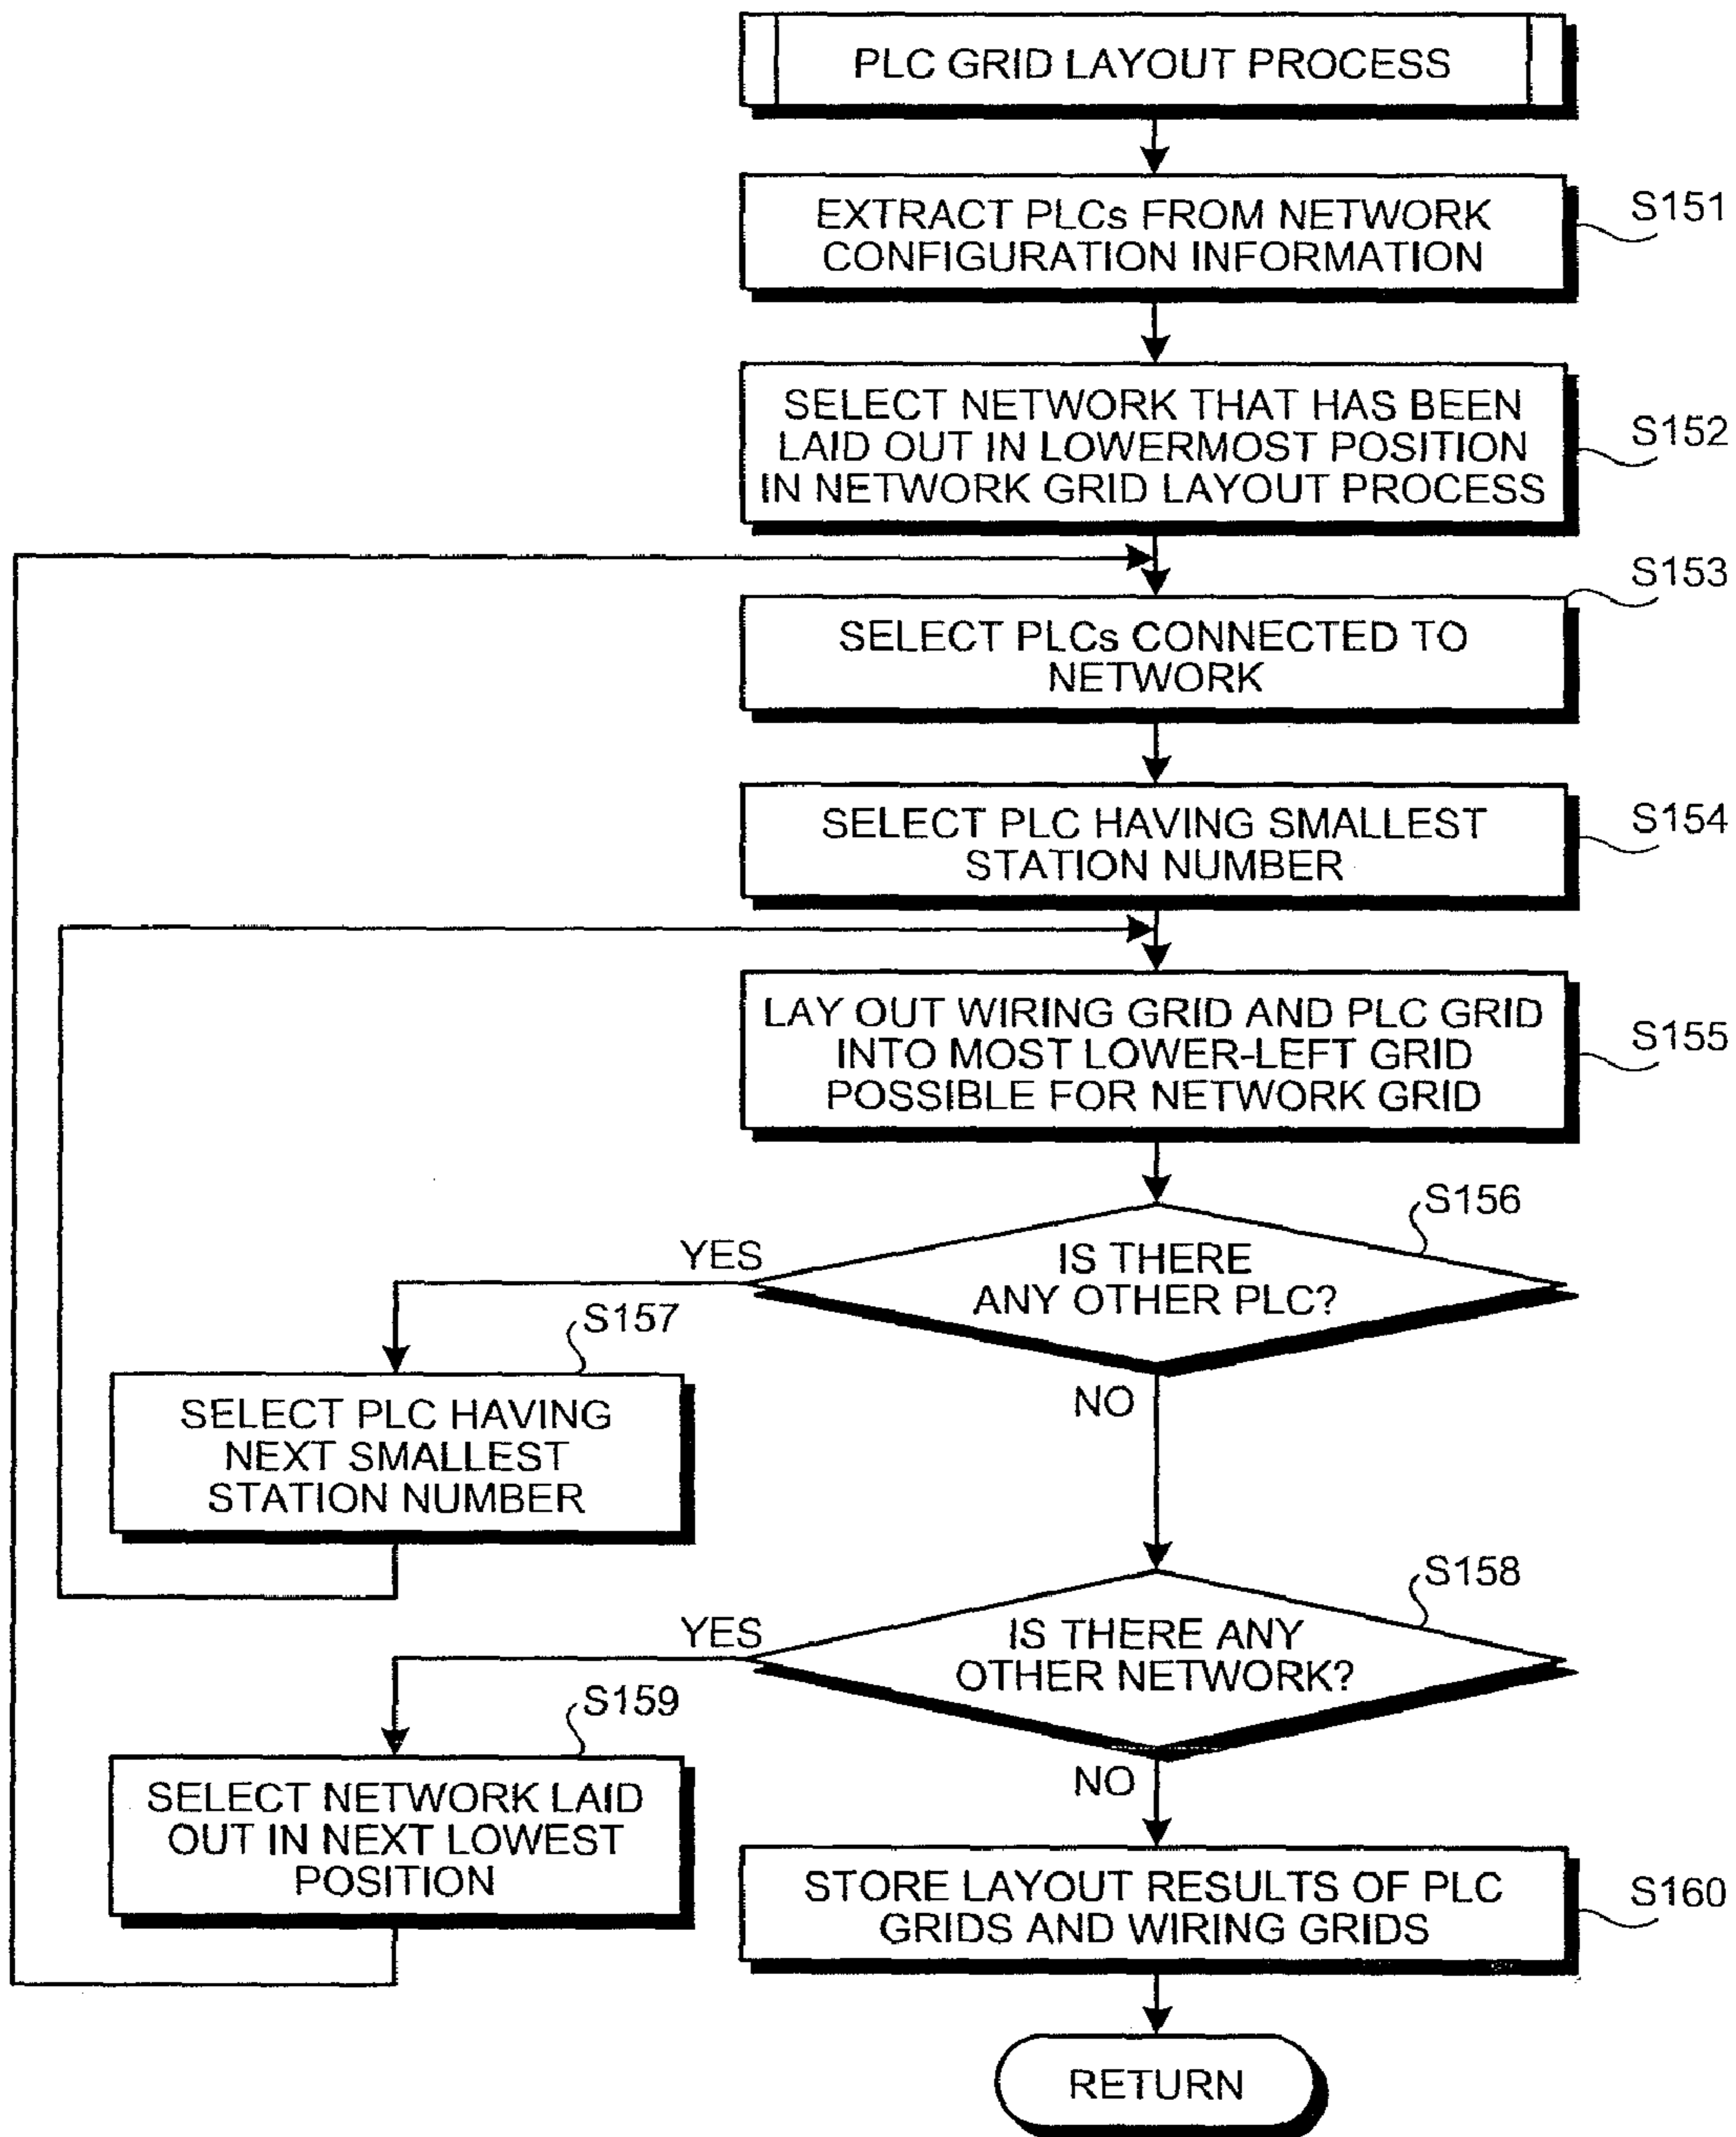 PLC GRID LAYOUT PROCESS
EXTRACT PLCs FROM NETWORK
CONFIGURATION INFORMATION
S151
SELECT NETWORK THAT HAS BEEN
LAID OUT IN LOWERMOST POSITION
IN NETWORK GRID LAYOUT PROCESS
S152
S153
SELECT PLCs CONNECTED TO
NETWORK
SELECT PLC HAVING SMALLEST
STATION NUMBER
S154
LAY OUT WIRING GRID AND PLC GRID
INTO MOST LOWER-LEFT GRID
POSSIBLE FOR NETWORK GRID
S155
S156
YES
IS THERE
ANY OTHER PLC?
NO
S157
SELECT PLC HAVING
NEXT SMALLEST
STATION NUMBER
S158
YES
IS THERE ANY
OTHER NETWORK?
NO
S159
SELECT NETWORK LAID
OUT IN NEXT LOWEST
POSITION
STORE LAYOUT RESULTS OF PLC
GRIDS AND WIRING GRIDS
S160
RETURN